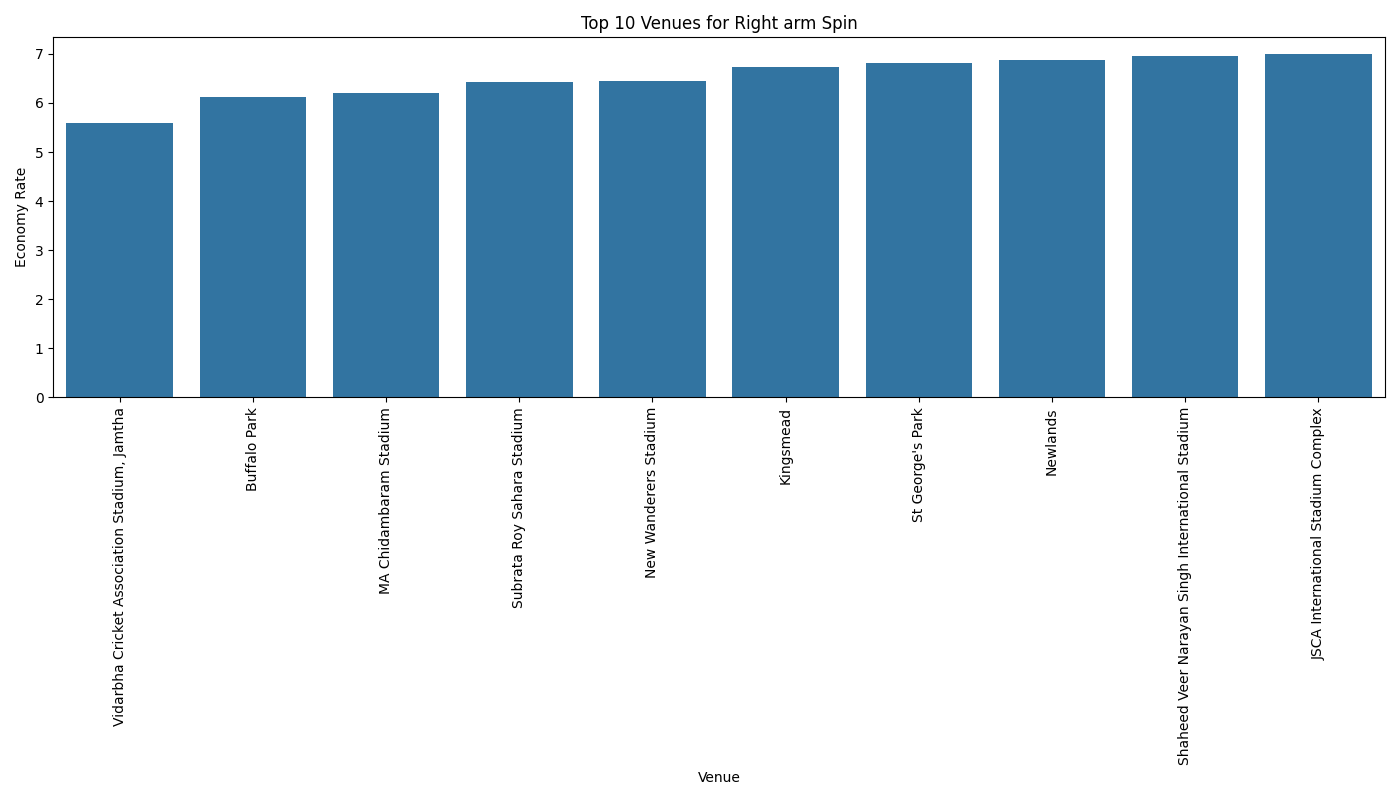 Top 10 Venues for Right arm Spin
Economy Rate
7
6
5
4
3
2
1
0
Vidarbha Cricket Association Stadium, Jamtha
Buffalo Park
MA Chidambaram Stadium
Subrata Roy Sahara Stadium
New Wanderers Stadium
Kingsmead
St George's Park
Newlands
Shaheed Veer Narayan Singh International Stadium
JSCA International Stadium Complex
Venue